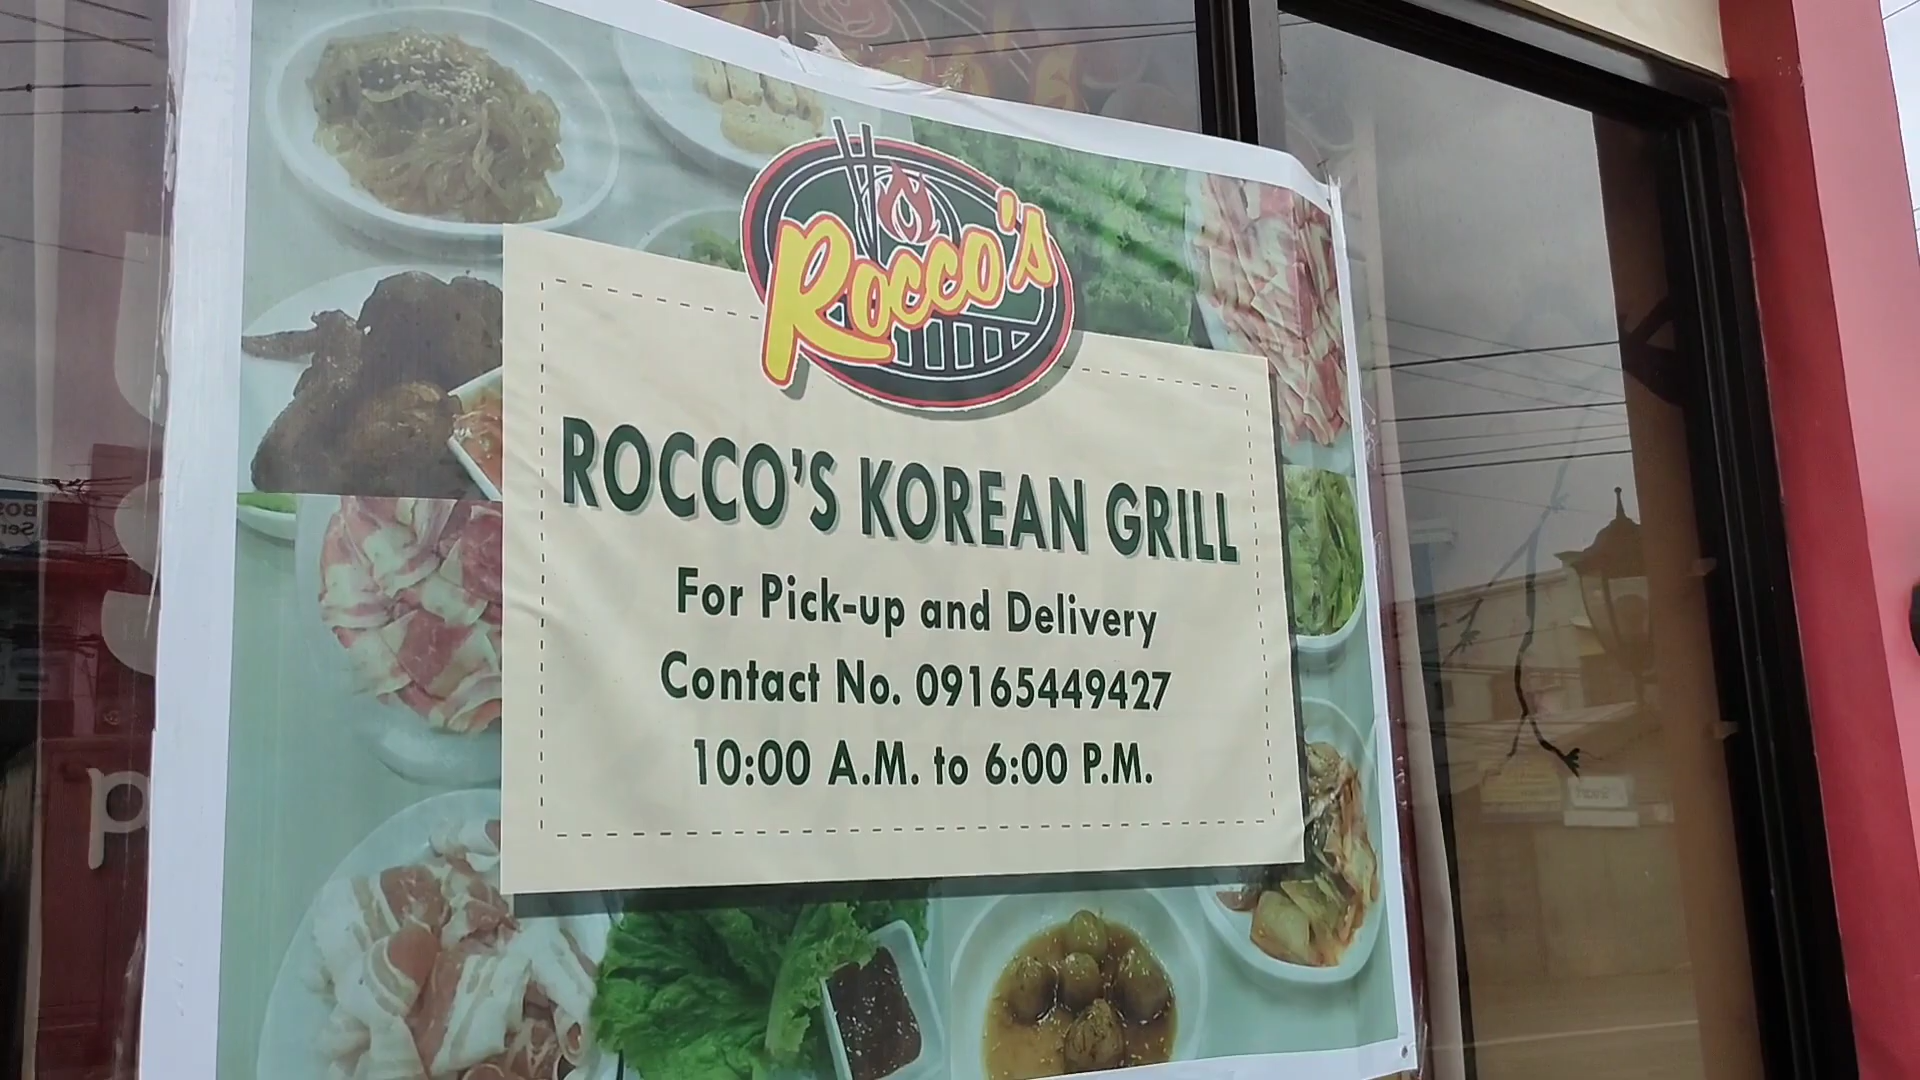 Rocco's
ROCCO'S KOREAN GRILL
For Pick-up and Delivery
Contact No. 09165449427
10:00 A.M. to 6:00 P.M.